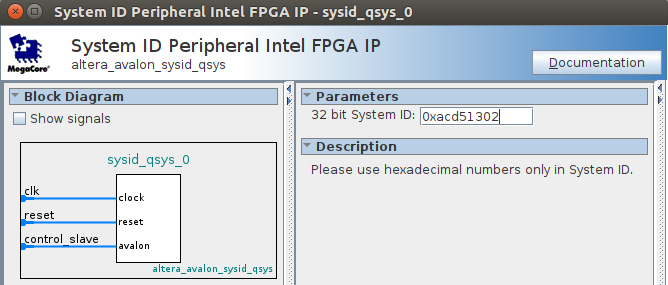 System ID Peripheral Intel FPGA IP - sysid_qsys_0
System ID Peripheral Intel FPGA IP
altera_avalon_sysid_qsys
MegaCore®
Documentation
Block Diagram
Show signals
sysid_qsys_0
clk
clock
reset
reset
control_slave
avalon
altera_avalon_sysid_qsys
Parameters
32 bit System ID: 0xacd51302
Description
Please use hexadecimal numbers only in System ID.